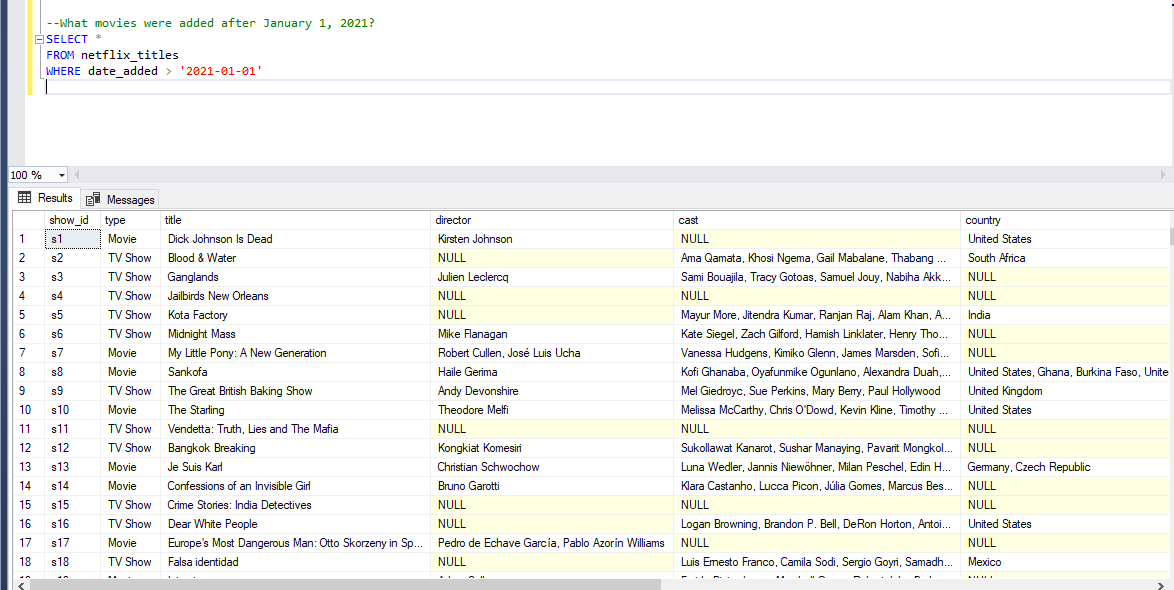 --What movies were added after January 1, 2021?
SELECT *
FROM netflix_titles
WHERE date_added > '2021-01-01'
100 %
Results Messages
show_id type title director cast country
1 s1 Movie Dick Johnson Is Dead Kirsten Johnson NULL United States
2 s2 TV Show Blood & Water NULL Ama Qamata, Khosi Ngema, Gail Mabalane, Thabang ... South Africa
3 s3 TV Show Ganglands Julien Leclercq Sami Bouajila, Tracy Gotoas, Samuel Jouy, Nabiha Akk... NULL
4 s4 TV Show Jailbirds New Orleans NULL NULL NULL
5 s5 TV Show Kota Factory NULL Mayur More, Jitendra Kumar, Ranjan Raj, Alam Khan, A... India
6 s6 TV Show Midnight Mass Mike Flanagan Kate Siegel, Zach Gilford, Hamish Linklater, Henry Tho... NULL
7 s7 Movie My Little Pony: A New Generation Robert Cullen, José Luis Ucha Vanessa Hudgens, Kimiko Glenn, James Marsden, Sofi... NULL
8 s8 Movie Sankofa Haile Gerima Kofi Ghanaba, Oyafunmike Ogunlano, Alexandra Duah,... United States, Ghana, Burkina Faso, Unite
9 s9 TV Show The Great British Baking Show Andy Devonshire Mel Giedroyc, Sue Perkins, Mary Berry, Paul Hollywood United Kingdom
10 s10 Movie The Starling Theodore Melfi Melissa McCarthy, Chris O'Dowd, Kevin Kline, Timothy ... United States
11 s11 TV Show Vendetta: Truth, Lies and The Mafia NULL NULL NULL
12 s12 TV Show Bangkok Breaking Kongkiat Komesiri Sukollawat Kanarot, Sushar Manaying, Pavarit Mongkol... NULL
13 s13 Movie Je Suis Karl Christian Schwochow Luna Wedler, Jannis Niewöhner, Milan Peschel, Edin H... Germany, Czech Republic
14 s14 Movie Confessions of an Invisible Girl Bruno Garotti Klara Castanho, Lucca Picon, Júlia Gomes, Marcus Bes... NULL
15 s15 TV Show Crime Stories: India Detectives NULL NULL NULL
16 s16 TV Show Dear White People NULL Logan Browning, Brandon P. Bell, DeRon Horton, Antoi... United States
17 s17 Movie Europe's Most Dangerous Man: Otto Skorzeny in Sp... Pedro de Echave García, Pablo Azorín Williams NULL NULL
18 s18 TV Show Falsa identidad NULL Luis Ernesto Franco, Camila Sodi, Sergio Goyri, Samadh... Mexico